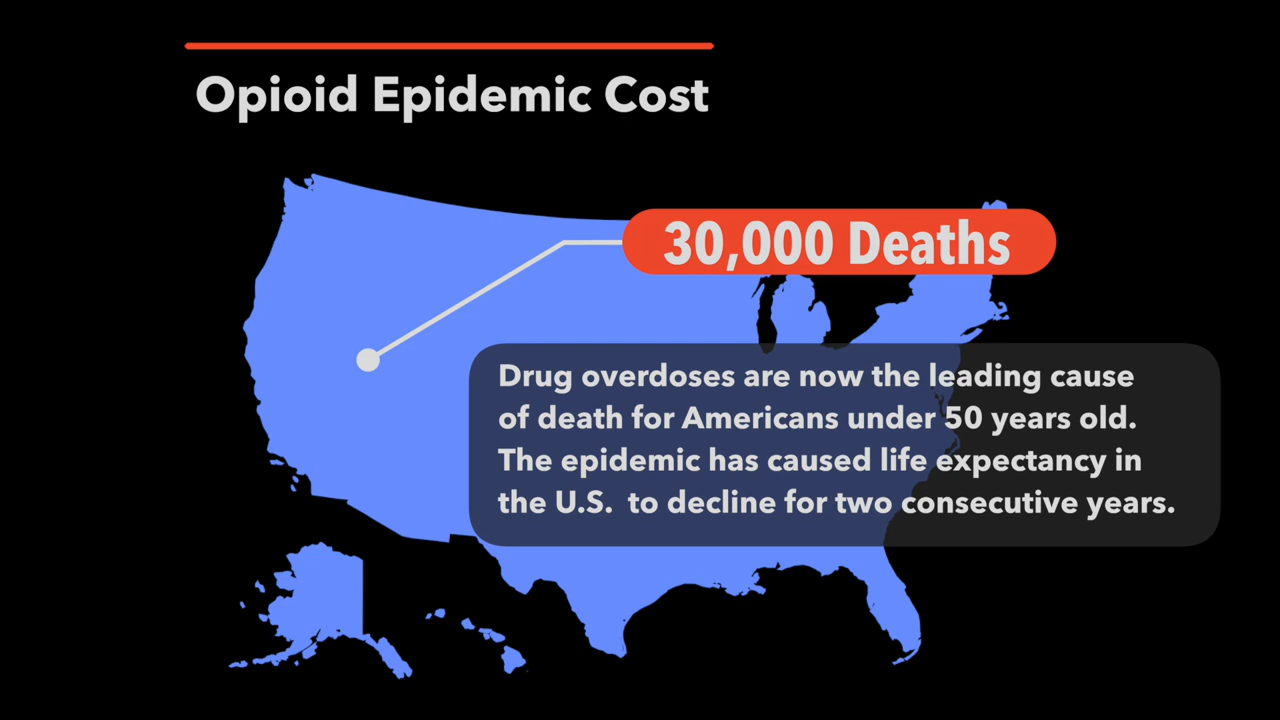 Opioid Epidemic Cost
30,000 Deaths
Drug overdoses are now the leading cause
of death for Americans under 50 years old.
The epidemic has caused life expectancy in
the U.S.  to decline for two consecutive years.